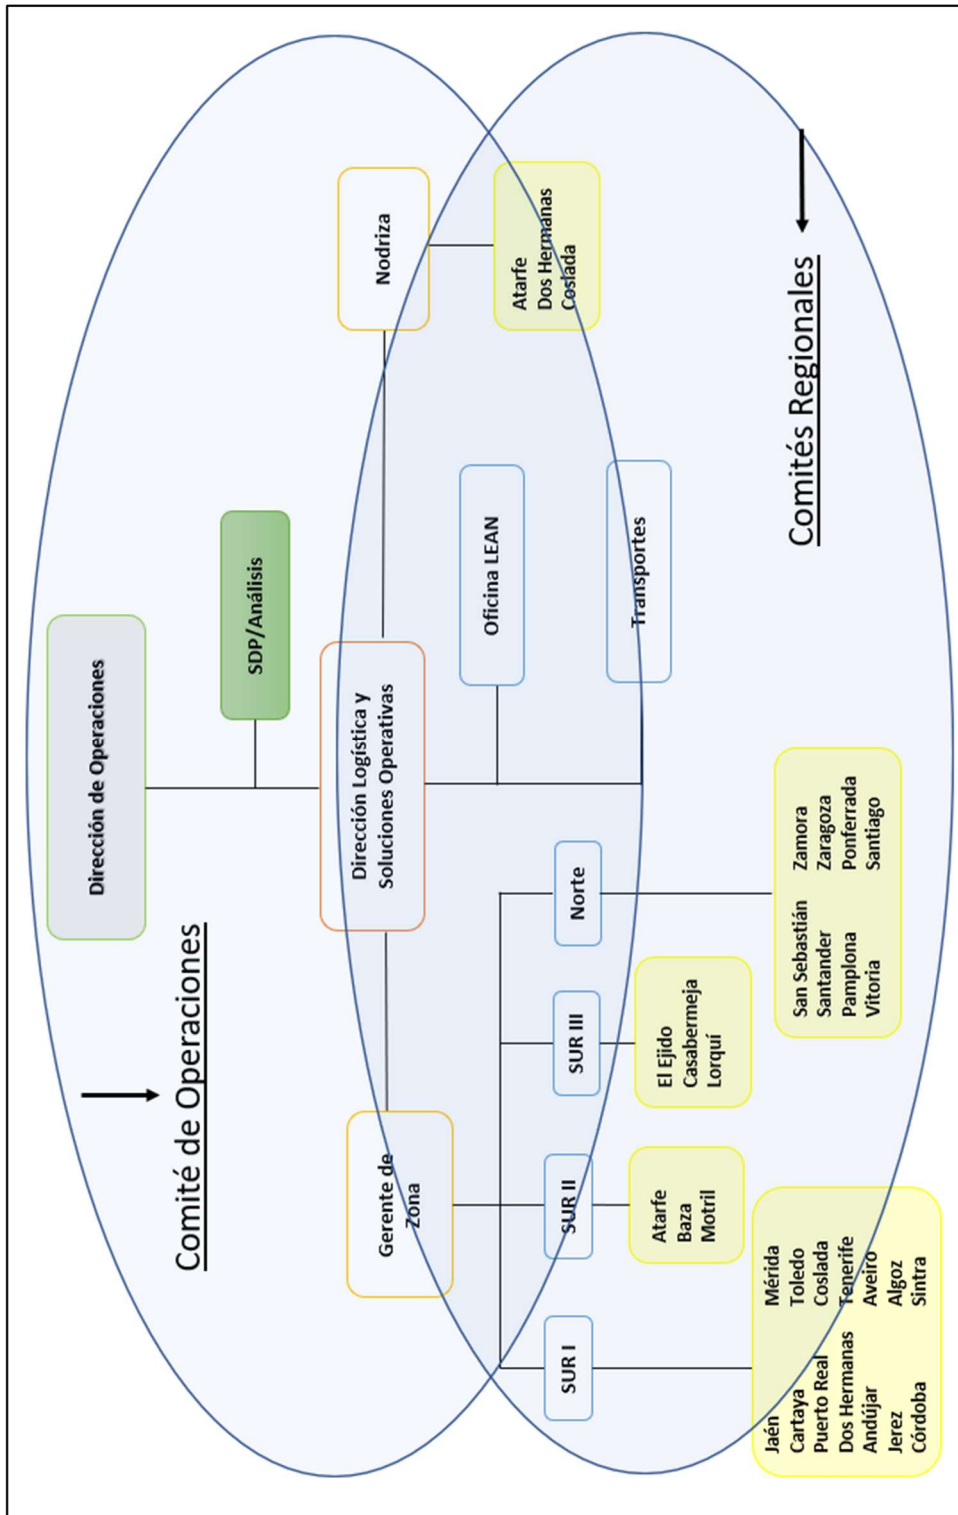 Dirección de Operaciones
Comité de Operaciones
SDP/Análisis
Dirección Logística y
Soluciones Operativas
Gerente de
Zona
Nodriza
Oficina LEAN
Atarfe
Dos Hermanas
Coslada
SUR I
SUR II
SUR III
Norte
Transportes
Atarfe
Baza
Motril
El Ejido
Casabermeja
Lorquí
Jaén
Cartaya
Puerto Real
Dos Hermanas
Andújar
Jerez
Córdoba
Mérida
Toledo
Coslada
Tenerife
Aveiro
Algoz
Sintra
San Sebastián
Santander
Pamplona
Vitoria
Zamora
Zaragoza
Ponferrada
Santiago
Comités Regionales